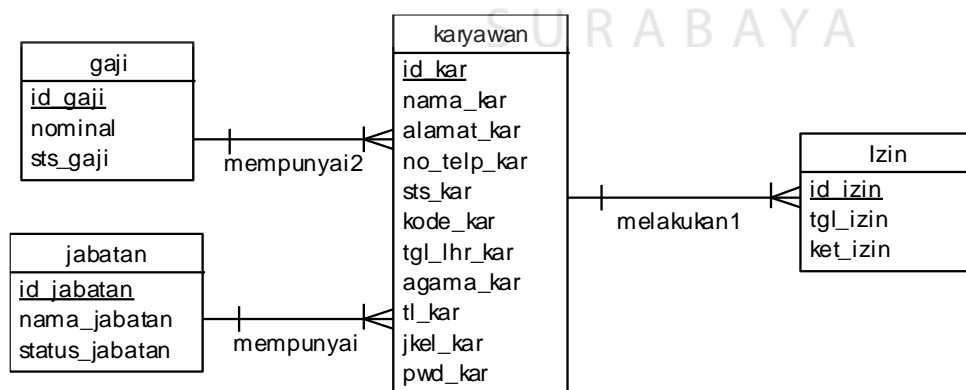 SURABAYA
gaji
id_gaji
nominal
sts_gaji
mempunyai2
jabatan
id_jabatan
nama_jabatan
status_jabatan
mempunyai
karyawan
id_kar
nama_kar
alamat_kar
no_telp_kar
sts_kar
kode_kar
tgl_lhr_kar
agama_kar
tl_kar
jkel_kar
pwd_kar
melakukan1
Izin
id_izin
tgl_izin
ket_izin